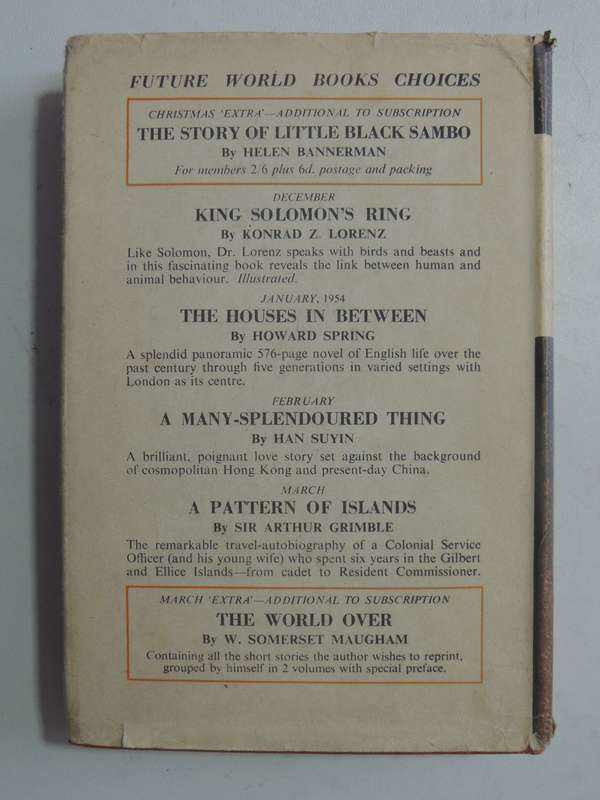 FUTURE WORLD BOOKS CHOICES
CHRISTMAS 'EXTRA'—ADDITIONAL TO SUBSCRIPTION
THE STORY OF LITTLE BLACK SAMBO
By HELEN BANNERMAN
For members 2/6 plus 6d. postage and packing
DECEMBER
KING SOLOMON'S RING
By KONRAD Z. LORENZ
Like Solomon, Dr. Lorenz speaks with birds and beasts and
in this fascinating book reveals the link between human and
animal behaviour. Illustrated.
JANUARY, 1954
THE HOUSES IN BETWEEN
By HOWARD SPRING
A splendid panoramic 576-page novel of English life over the
past century through five generations in varied settings with
London as its centre.
FEBRUARY
A MANY-SPLENDOURED THING
By HAN SUYIN
A brilliant, poignant love story set against the background
of cosmopolitan Hong Kong and present-day China.
MARCH
A PATTERN OF ISLANDS
By SIR ARTHUR GRIMBLE
The remarkable travel-autobiography of a Colonial Service
Officer (and his young wife) who spent six years in the Gilbert
and Ellice Islands—from cadet to Resident Commissioner.
MARCH 'EXTRA'—ADDITIONAL TO SUBSCRIPTION
THE WORLD OVER
By W. SOMERSET MAUGHAM
Containing all the short stories the author wishes to reprint,
grouped by himself in 2 volumes with special preface.